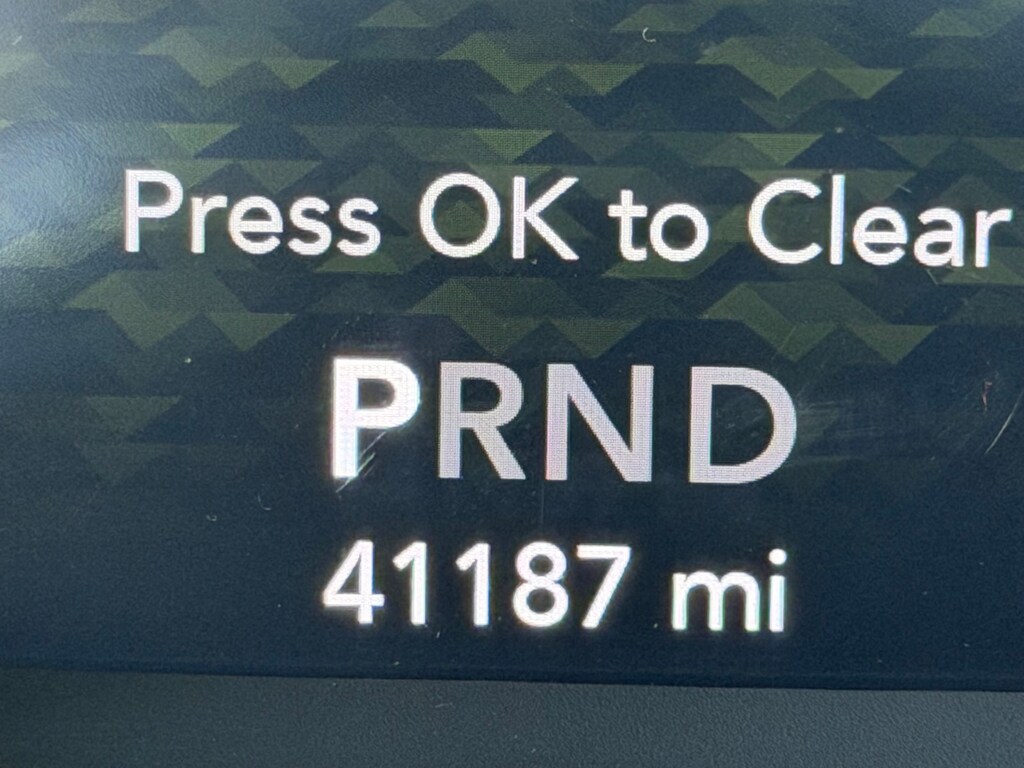 Press OK to Clear
PRND
41187 mi